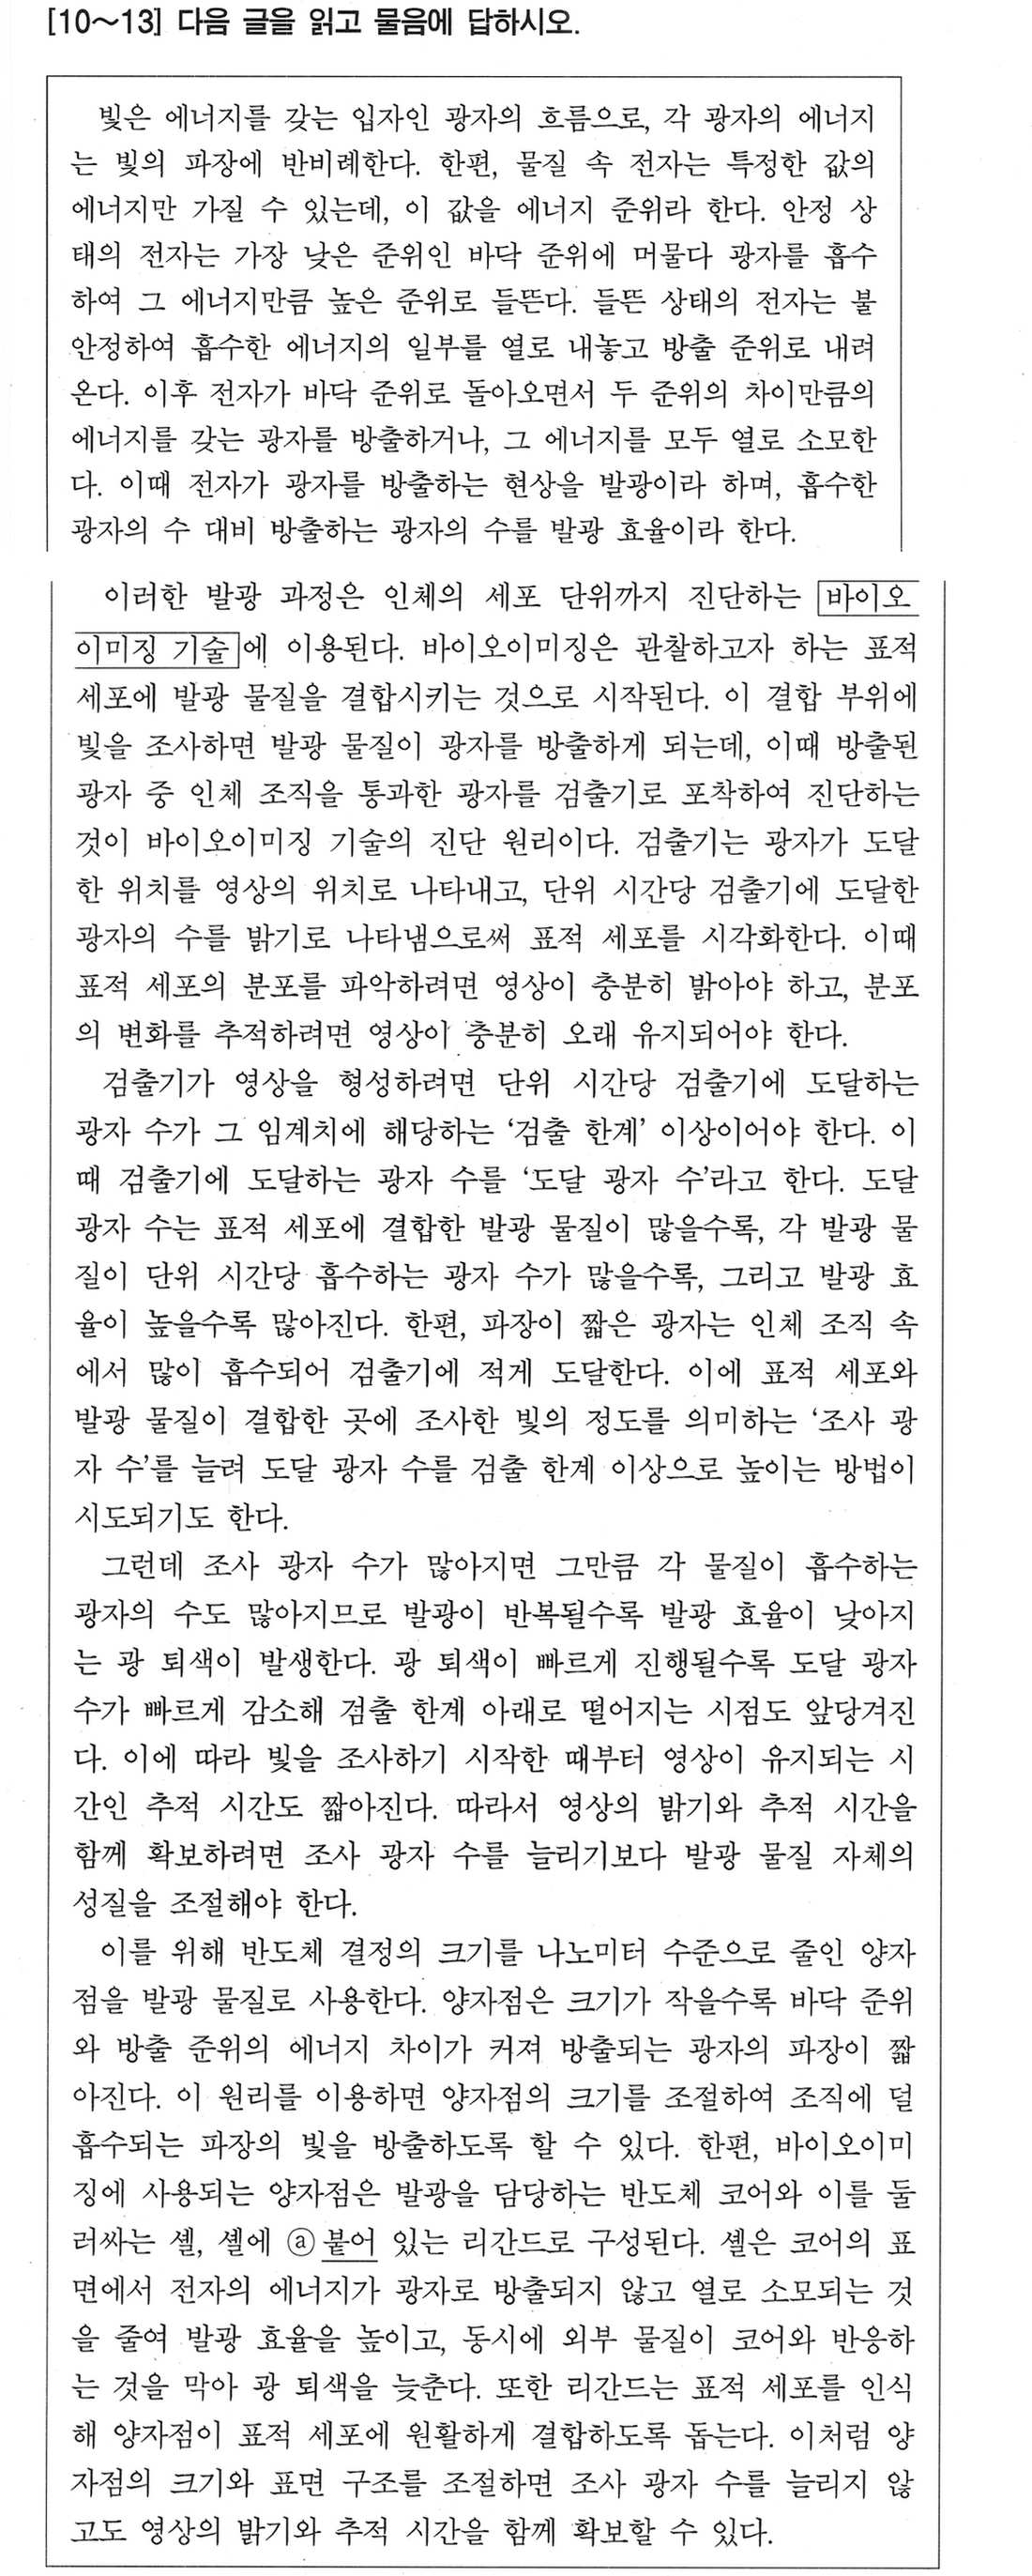 [10～13] 다음 글을 읽고 물음에 답하시오.
빛은 에너지를 갖는 입자인 광자의 흐름으로, 각 광자의 에너지
는 빛의 파장에 반비례한다. 한편, 물질 속 전자는 특정한 값의
에너지만 가질 수 있는데, 이 값을 에너지 준위라 한다. 안정 상
태의 전자는 가장 낮은 준위인 바닥 준위에 머물다 광자를 흡수
하여 그 에너지만큼 높은 준위로 들뜬다. 들뜬 상태의 전자는 불
안정하여 흡수한 에너지의 일부를 열로 내놓고 방출 준위로 내려
온다. 이후 전자가 바닥 준위로 돌아오면서 두 준위의 차이만큼의
에너지를 갖는 광자를 방출하거나, 그 에너지를 모두 열로 소모한
다. 이때 전자가 광자를 방출하는 현상을 발광이라 하며, 흡수한
광자의 수 대비 방출하는 광자의 수를 발광 효율이라 한다.
이러한 발광 과정은 인체의 세포 단위까지 진단하는 바이오
이미징 기술에 이용된다. 바이오이미징은 관찰하고자 하는 표적
세포에 발광 물질을 결합시키는 것으로 시작된다. 이 결합 부위에
빛을 조사하면 발광 물질이 광자를 방출하게 되는데, 이때 방출된
광자 중 인체 조직을 통과한 광자를 검출기로 포착하여 진단하는
것이 바이오이미징 기술의 진단 원리이다. 검출기는 광자가 도달
한 위치를 영상의 위치로 나타내고, 단위 시간당 검출기에 도달한
광자의 수를 밝기로 나타냄으로써 표적 세포를 시각화한다. 이때
표적 세포의 분포를 파악하려면 영상이 충분히 밝아야 하고, 분포
의 변화를 추적하려면 영상이 충분히 오래 유지되어야 한다.
검출기가 영상을 형성하려면 단위 시간당 검출기에 도달하는
광자 수가 그 임계치에 해당하는 ‘검출 한계’ 이상이어야 한다. 이
때 검출기에 도달하는 광자 수를 ‘도달 광자 수’라고 한다. 도달
광자 수는 표적 세포에 결합한 발광 물질이 많을수록, 각 발광 물
질이 단위 시간당 흡수하는 광자 수가 많을수록, 그리고 발광 효
율이 높을수록 많아진다. 한편, 파장이 짧은 광자는 인체 조직 속
에서 많이 흡수되어 검출기에 적게 도달한다. 이에 표적 세포와
발광 물질이 결합한 곳에 조사한 빛의 정도를 의미하는 ‘조사 광
자 수’를 늘려 도달 광자 수를 검출 한계 이상으로 높이는 방법이
시도되기도 한다.
그런데 조사 광자 수가 많아지면 그만큼 각 물질이 흡수하는
광자의 수도 많아지므로 발광이 반복될수록 발광 효율이 낮아지
는 광 퇴색이 발생한다. 광 퇴색이 빠르게 진행될수록 도달 광자
수가 빠르게 감소해 검출 한계 아래로 떨어지는 시점도 앞당겨진
다. 이에 따라 빛을 조사하기 시작한 때부터 영상이 유지되는 시
간인 추적 시간도 짧아진다. 따라서 영상의 밝기와 추적 시간을
함께 확보하려면 조사 광자 수를 늘리기보다 발광 물질 자체의
성질을 조절해야 한다.
이를 위해 반도체 결정의 크기를 나노미터 수준으로 줄인 양자
점을 발광 물질로 사용한다. 양자점은 크기가 작을수록 바닥 준위
와 방출 준위의 에너지 차이가 커져 방출되는 광자의 파장이 짧
아진다. 이 원리를 이용하면 양자점의 크기를 조절하여 조직에 덜
흡수되는 파장의 빛을 방출하도록 할 수 있다. 한편, 바이오이미
징에 사용되는 양자점은 발광을 담당하는 반도체 코어와 이를 둘
러싸는 셸, 셸에 ⓐ붙어 있는 리간드로 구성된다. 셸은 코어의 표
면에서 전자의 에너지가 광자로 방출되지 않고 열로 소모되는 것
을 줄여 발광 효율을 높이고, 동시에 외부 물질이 코어와 반응하
는 것을 막아 광 퇴색을 늦춘다. 또한 리간드는 표적 세포를 인식
해 양자점이 표적 세포에 원활하게 결합하도록 돕는다. 이처럼 양
자점의 크기와 표면 구조를 조절하면 조사 광자 수를 늘리지 않
고도 영상의 밝기와 추적 시간을 함께 확보할 수 있다.